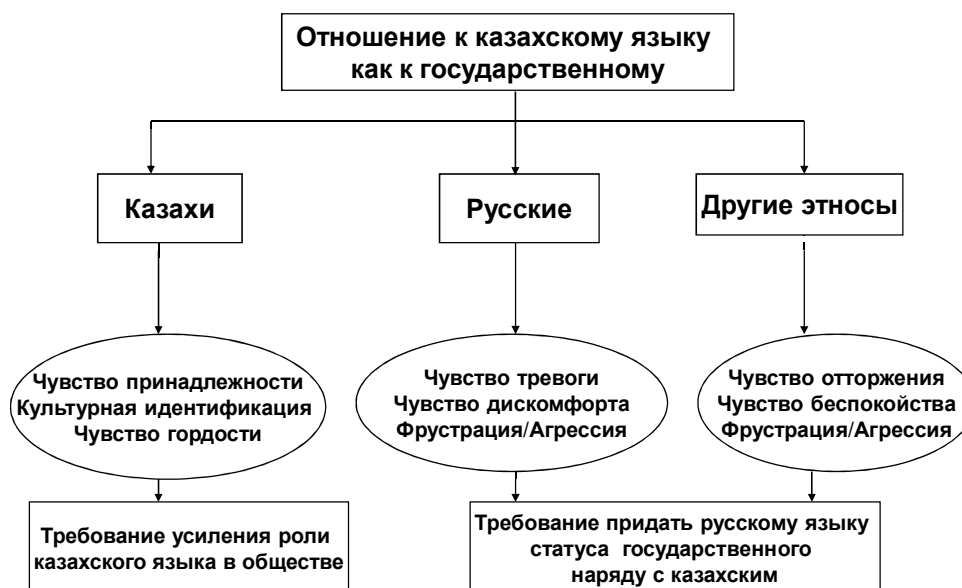 Отношение к казахскому языку
как к государственному
Казахи
Русские
Другие этносы
Чувство принадлежности
Культурная идентификация
Чувство гордости
Чувство тревоги
Чувство дискомфорта
Фрустрация/Агрессия
Чувство отторжения
Чувство беспокойства
Фрустрация/Агрессия
Требование усиления роли
казахского языка в обществе
Требование придать русскому языку
статуса государственного
наряду с казахским